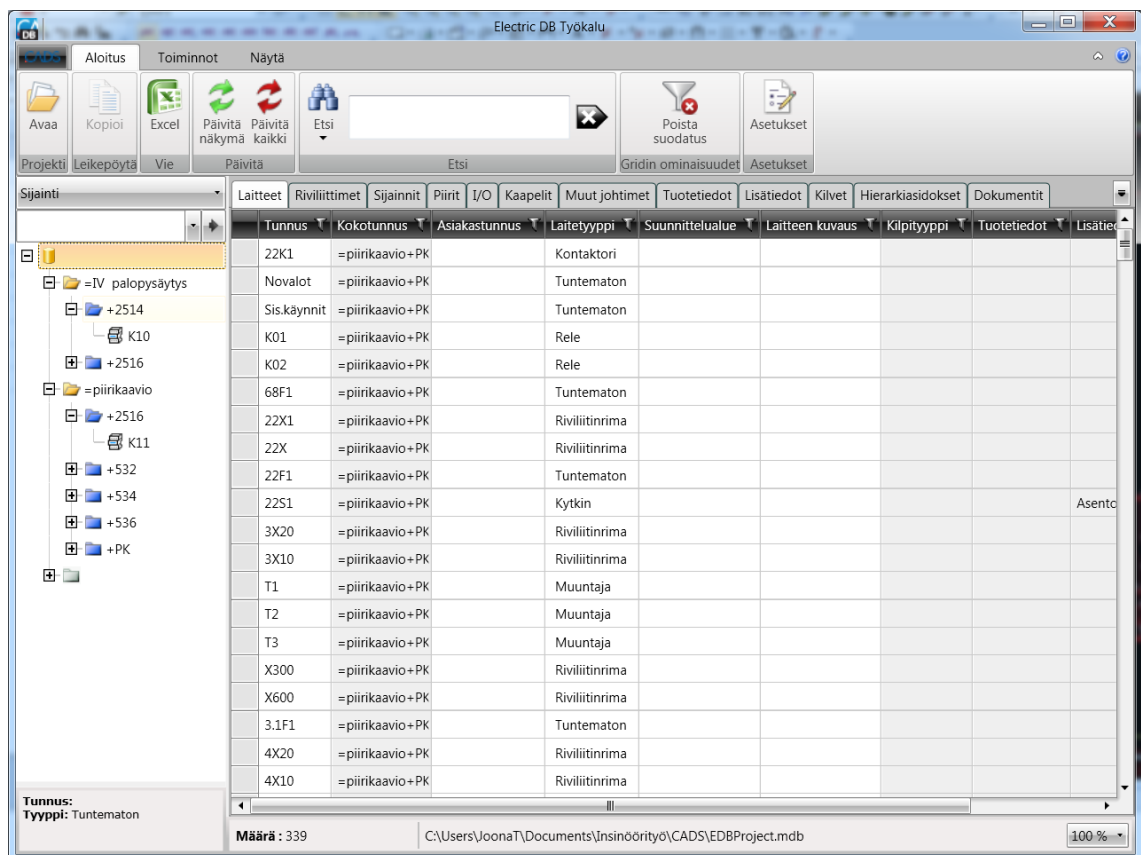 DB
Electric DB Työkalu
CADS Aloitus Toiminnot Näytä
Avaa Kopioi Excel Päivitä näkymä Päivitä kaikki Etsi Poista suodatus Asetukset
Projekti Leikepöytä Vie Päivitä Etsi Gridin ominaisuudet Asetukset
Sijainti
Laitteet Riviliittimet Sijainnit Piirit I/O Kaapelit Muut johtimet Tuotetiedot Lisätiedot Kilvet Hierarkiasidokset Dokumentit
=IV palopysäytys
+2514
K10
+2516
=piirikaavio
+2516
K11
+532
+534
+536
+PK
Tunnus Kokotunnus Asiakastunnus Laitetyyppi Suunnittelualue Laitteen kuvaus Kilpityyppi Tuotetiedot Lisätied
22K1 =piirikaavio+PK Kontaktori
Novalot =piirikaavio+PK Tuntematon
Sis.käynnit =piirikaavio+PK Tuntematon
K01 =piirikaavio+PK Rele
K02 =piirikaavio+PK Rele
68F1 =piirikaavio+PK Tuntematon
22X1 =piirikaavio+PK Riviliitinrima
22X =piirikaavio+PK Riviliitinrima
22F1 =piirikaavio+PK Tuntematon
22S1 =piirikaavio+PK Kytkin Asento
3X20 =piirikaavio+PK Riviliitinrima
3X10 =piirikaavio+PK Riviliitinrima
T1 =piirikaavio+PK Muuntaja
T2 =piirikaavio+PK Muuntaja
T3 =piirikaavio+PK Muuntaja
X300 =piirikaavio+PK Riviliitinrima
X600 =piirikaavio+PK Riviliitinrima
3.1F1 =piirikaavio+PK Tuntematon
4X20 =piirikaavio+PK Riviliitinrima
4X10 =piirikaavio+PK Riviliitinrima
Tunnus:
Tyyppi: Tuntematon
Määrä : 339 C:\Users\JoonaT\Documents\Insinöörityö\CADS\EDBProject.mdb 100 %